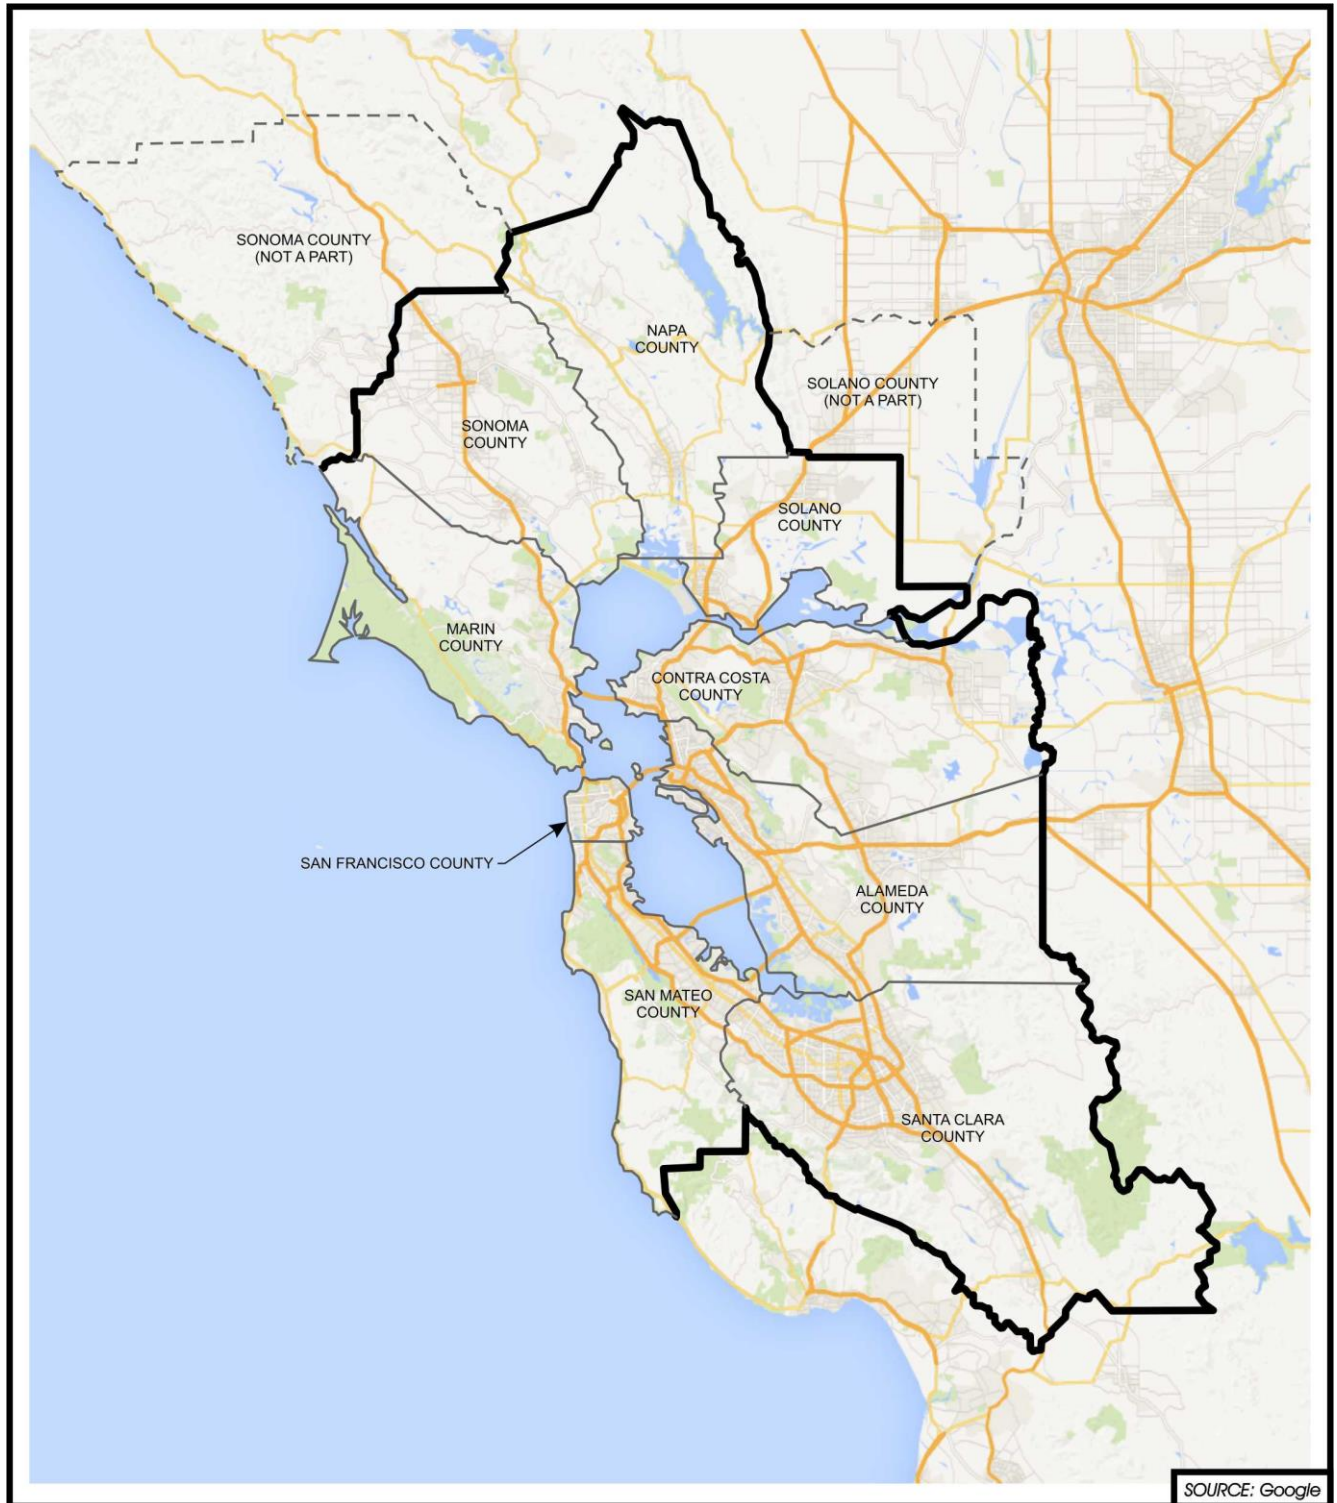 SONOMA COUNTY
(NOT A PART)
NAPA
COUNTY
SOLANO COUNTY
(NOT A PART)
SONOMA
COUNTY
SOLANO
COUNTY
MARIN
COUNTY
CONTRA COSTA
COUNTY
SAN FRANCISCO COUNTY
ALAMEDA
COUNTY
SAN MATEO
COUNTY
SANTA CLARA
COUNTY
SOURCE: Google